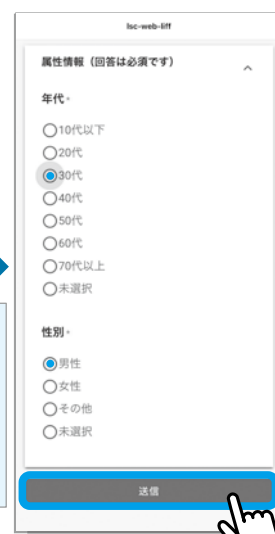 lsc-web-liff
属性情報（回答は必須です）
年代*
10代以下
20代
30代
40代
50代
60代
70代以上
未選択
性別*
男性
女性
その他
未選択
送信